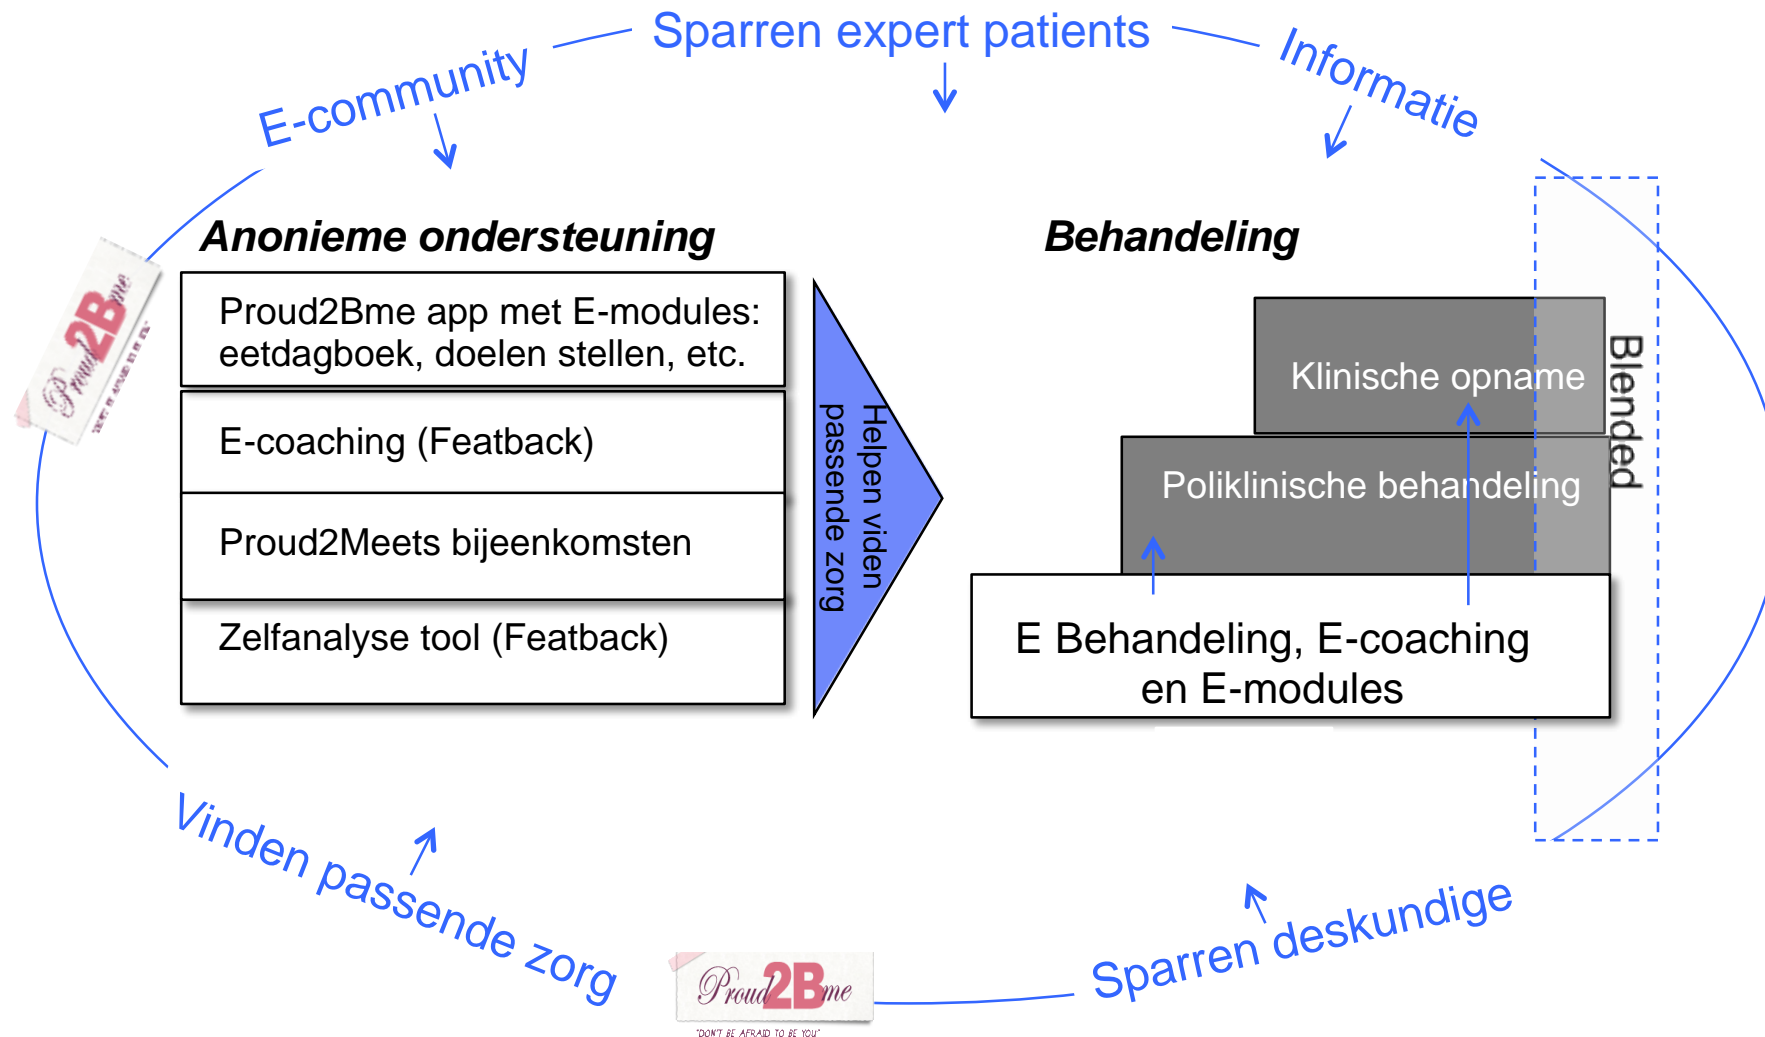 Sparren expert patients
E-community
Informatie
Anonieme ondersteuning
Behandeling
Proud2Bme
Proud2Bme app met E-modules:
eetdagboek, doelen stellen, etc.
E-coaching (Featback)
Proud2Meets bijeenkomsten
Zelfanalyse tool (Featback)
Helpen viden
passende zorg
Klinische opname
Poliklinische behandeling
E Behandeling, E-coaching
en E-modules
Blended
Vinden passende zorg
Sparren deskundige
Proud2Bme
"DON'T BE AFRAID TO BE YOU"